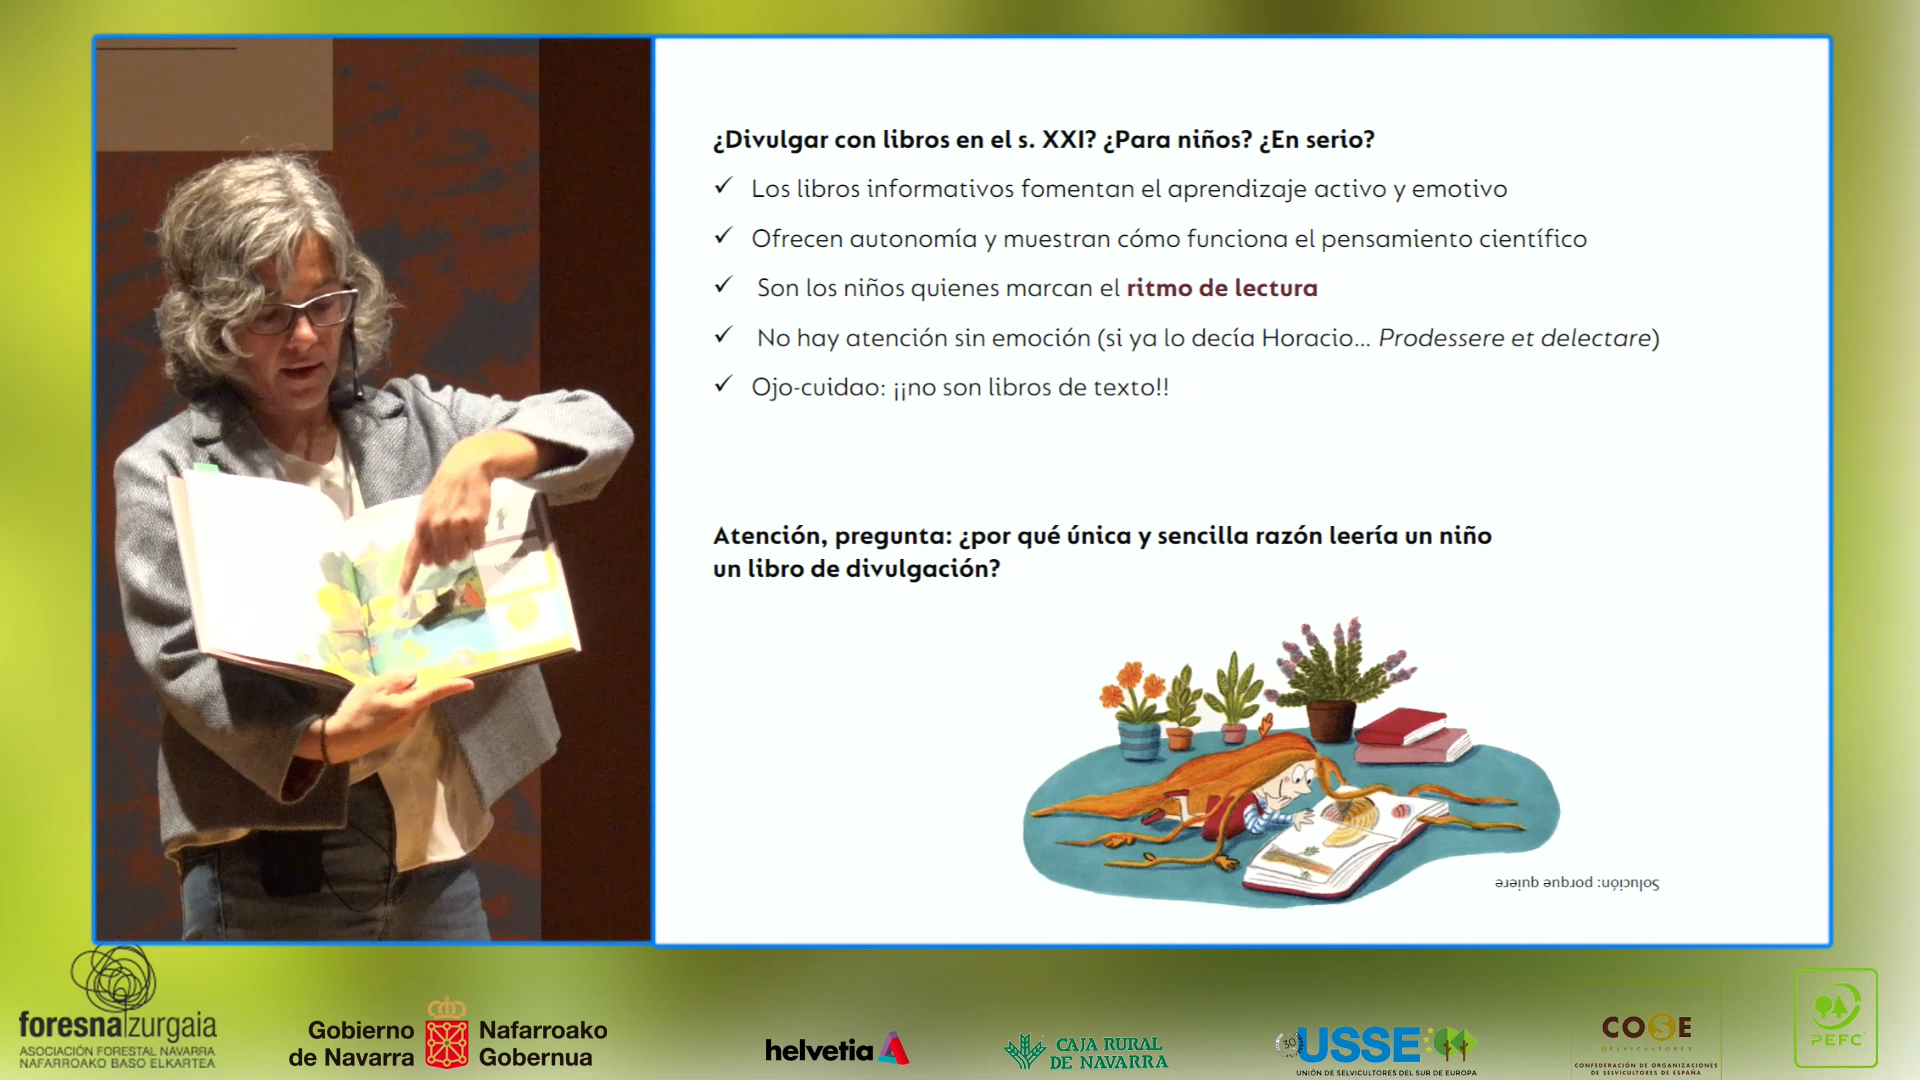 ¿Divulgar con libros en el s. XXI? ¿Para niños? ¿En serio?
✓ Los libros informativos fomentan el aprendizaje activo y emotivo
✓ Ofrecen autonomía y muestran cómo funciona el pensamiento científico
✓ Son los niños quienes marcan el ritmo de lectura
✓ No hay atención sin emoción (si ya lo decía Horacio... Prodessere et delectare)
✓ Ojo-cuidao: ¡¡no son libros de texto!!
Atención, pregunta: ¿por qué única y sencilla razón leería un niño
un libro de divulgación?
Solución: porque quiere
foresna|zurgaia
ASOCIACIÓN FORESTAL NAVARRA
NAFARROAKO BASO ELKARTEA
Gobierno
de Navarra
Nafarroako
Gobernua
helvetia
CAJA RURAL
DE NAVARRA
30
USSE
UNIÓN DE SELVICULTORES DEL SUR DE EUROPA
COSE
SELVICULTORES
CONFEDERACIÓN DE ORGANIZACIONES
DE SELVICULTORES DE ESPAÑA
PEFC